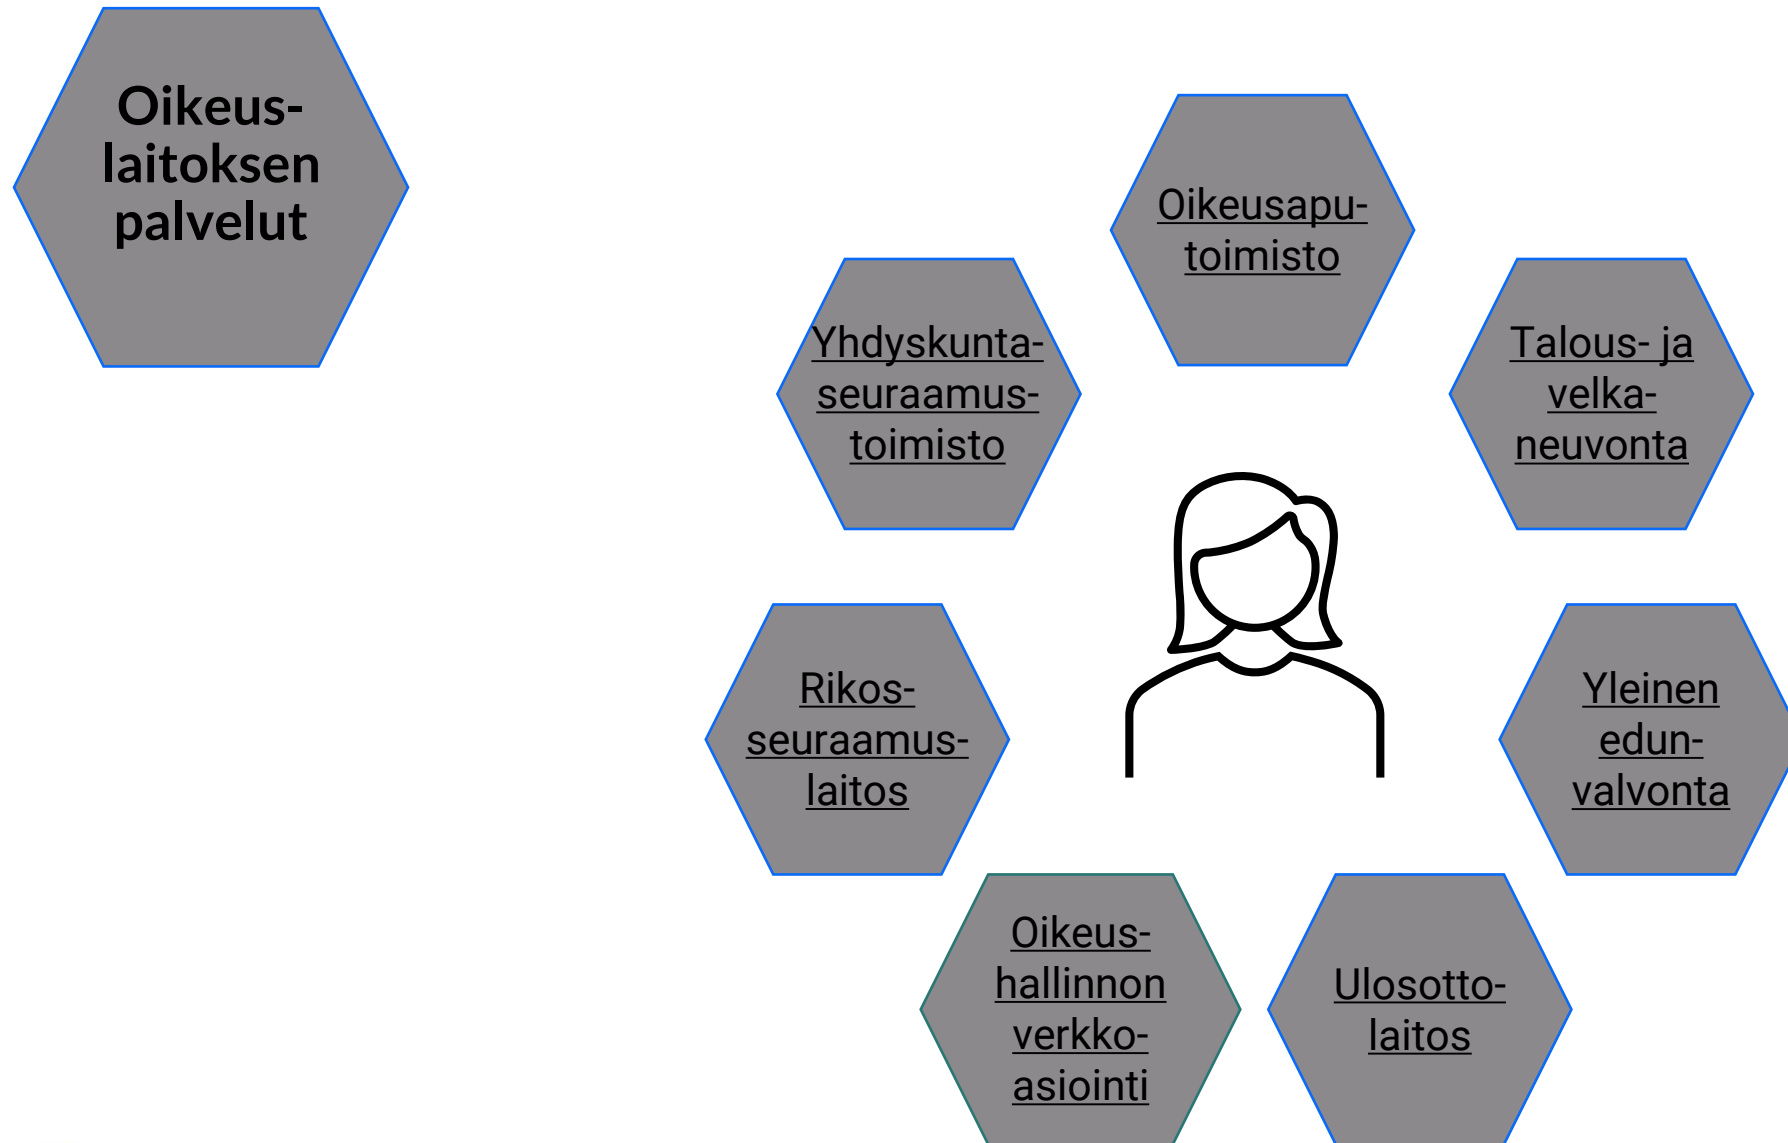 Oikeus-
laitoksen
palvelut
Oikeusapu-
toimisto
Yhdyskunta-
seuraamus-
toimisto
Talous- ja
velka-
neuvonta
Rikos-
seuraamus-
laitos
Yleinen
edun-
valvonta
Oikeus-
hallinnon
verkko-
asiointi
Ulosotto-
laitos